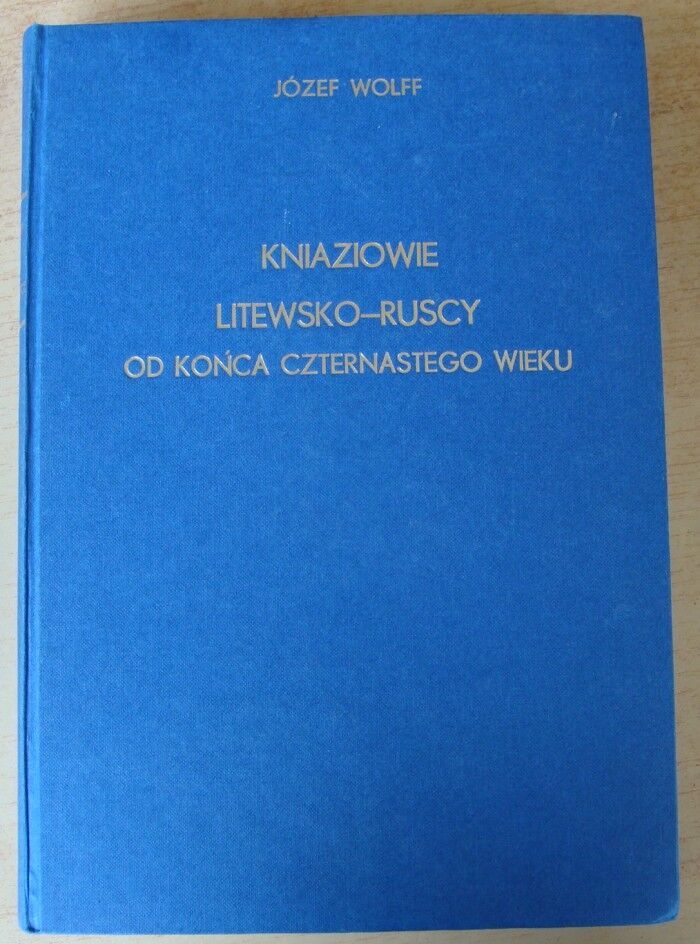 JÓZEF WOLFF
KNIAZIOWIE
LITEWSKO–RUSCY
OD KOŃCA CZTERNASTEGO WIEKU